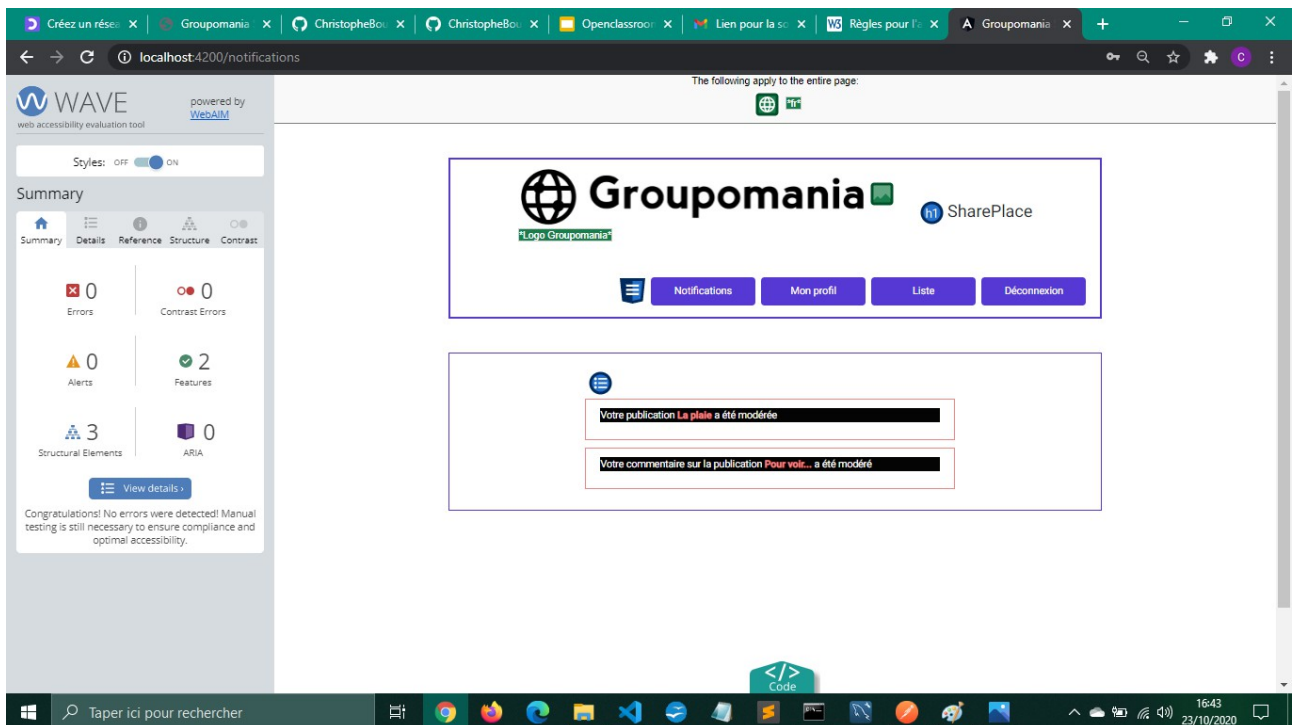 Créez un résea
Groupomania
ChristopheBou
ChristopheBou
Openclassroon
Lien pour la so
Règles pour l'a
Groupomania
localhost:4200/notifications
WAVE
web accessibility evaluation tool
powered by
WebAIM
Styles: OFF ON
Summary
Summary Details Reference Structure Contrast
0
Errors
0
Contrast Errors
0
Alerts
2
Features
3
Structural Elements
0
ARIA
View details ›
Congratulations! No errors were detected! Manual
testing is still necessary to ensure compliance and
optimal accessibility.
The following apply to the entire page:
*fr*
Groupomania
*Logo Groupomania*
h1 SharePlace
Notifications
Mon profil
Liste
Déconnexion
Votre publication La plaie a été modérée
Votre commentaire sur la publication Pour voir... a été modéré
</>
Code
Taper ici pour rechercher
16:43
23/10/2020